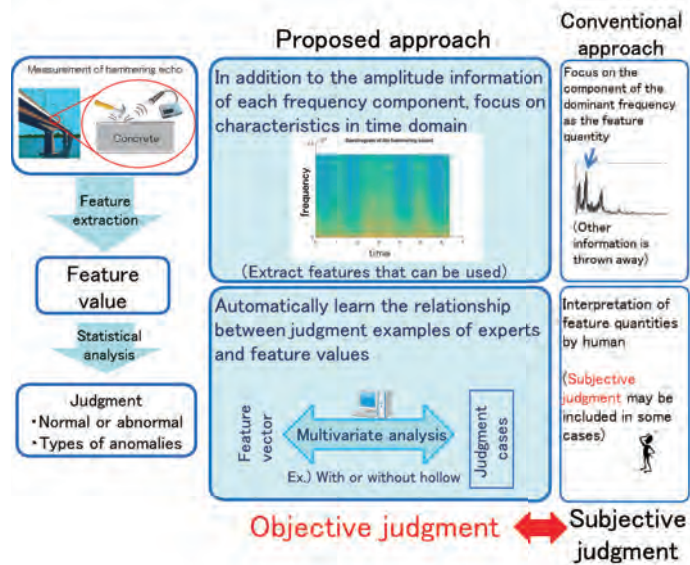 Proposed approach
Conventional
approach
Measurement of hammering echo
Concrete
Feature
extraction
Feature
value
Statistical
analysis
Judgment
・Normal or abnormal
・Types of anomalies
In addition to the amplitude information
of each frequency component, focus on
characteristics in time domain
frequency
time
(Extract features that can be used)
Automatically learn the relationship
between judgment examples of experts
and feature values
Feature
vector
Multivariate analysis
Judgment
cases
Ex.) With or without hollow
Focus on the
component of the
dominant frequency
as the feature
quantity
(Other
information is
thrown away)
Interpretation of
feature quantities
by human
(Subjective
judgment may be
included in some
cases)
Objective judgment
Subjective
judgment